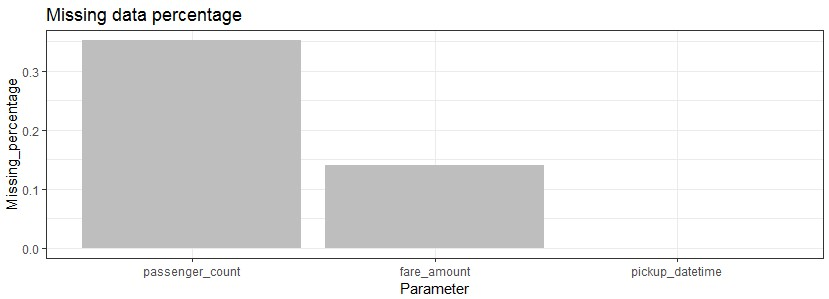 Missing data percentage
Missing_percentage
0.3
0.2
0.1
0.0
passenger_count fare_amount pickup_datetime
Parameter